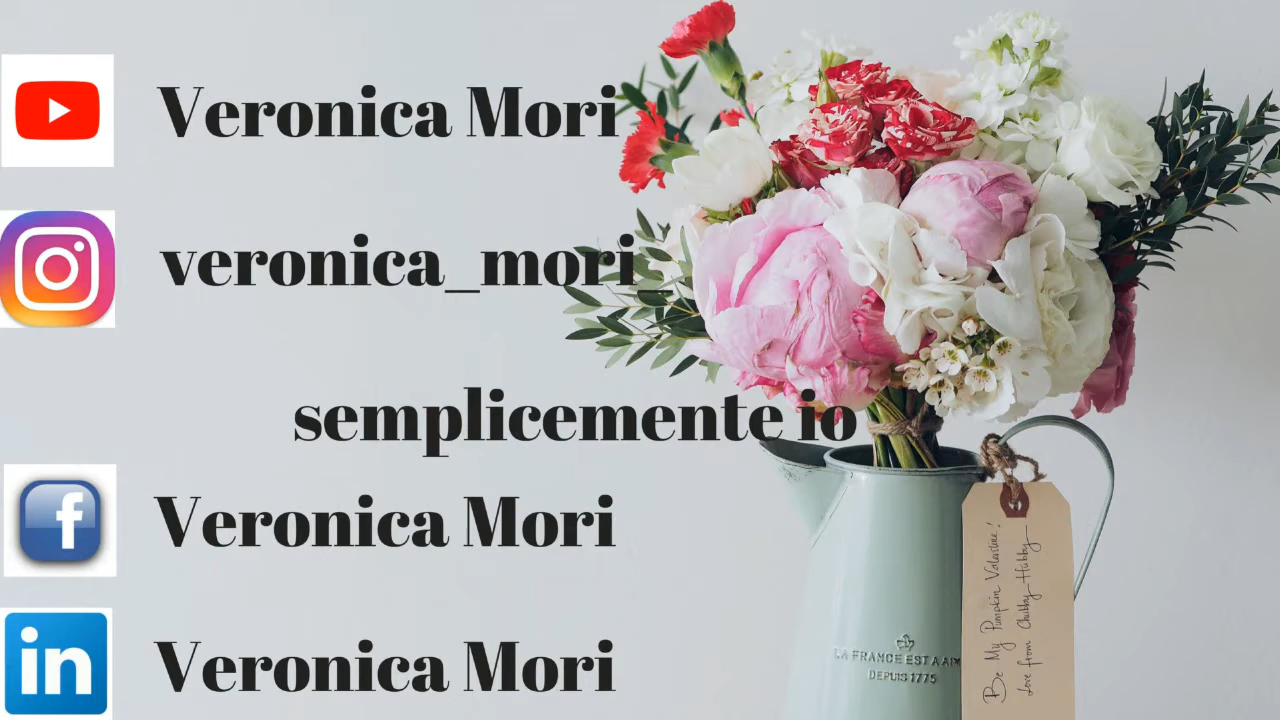 Veronica Mori
veronica_mori_
semplicemente io
Veronica Mori
in Veronica Mori
LA FRANCE EST A AIM
DEPUIS 1775
Be My Pumpkin Valentine!
Love from Chubby Hubby